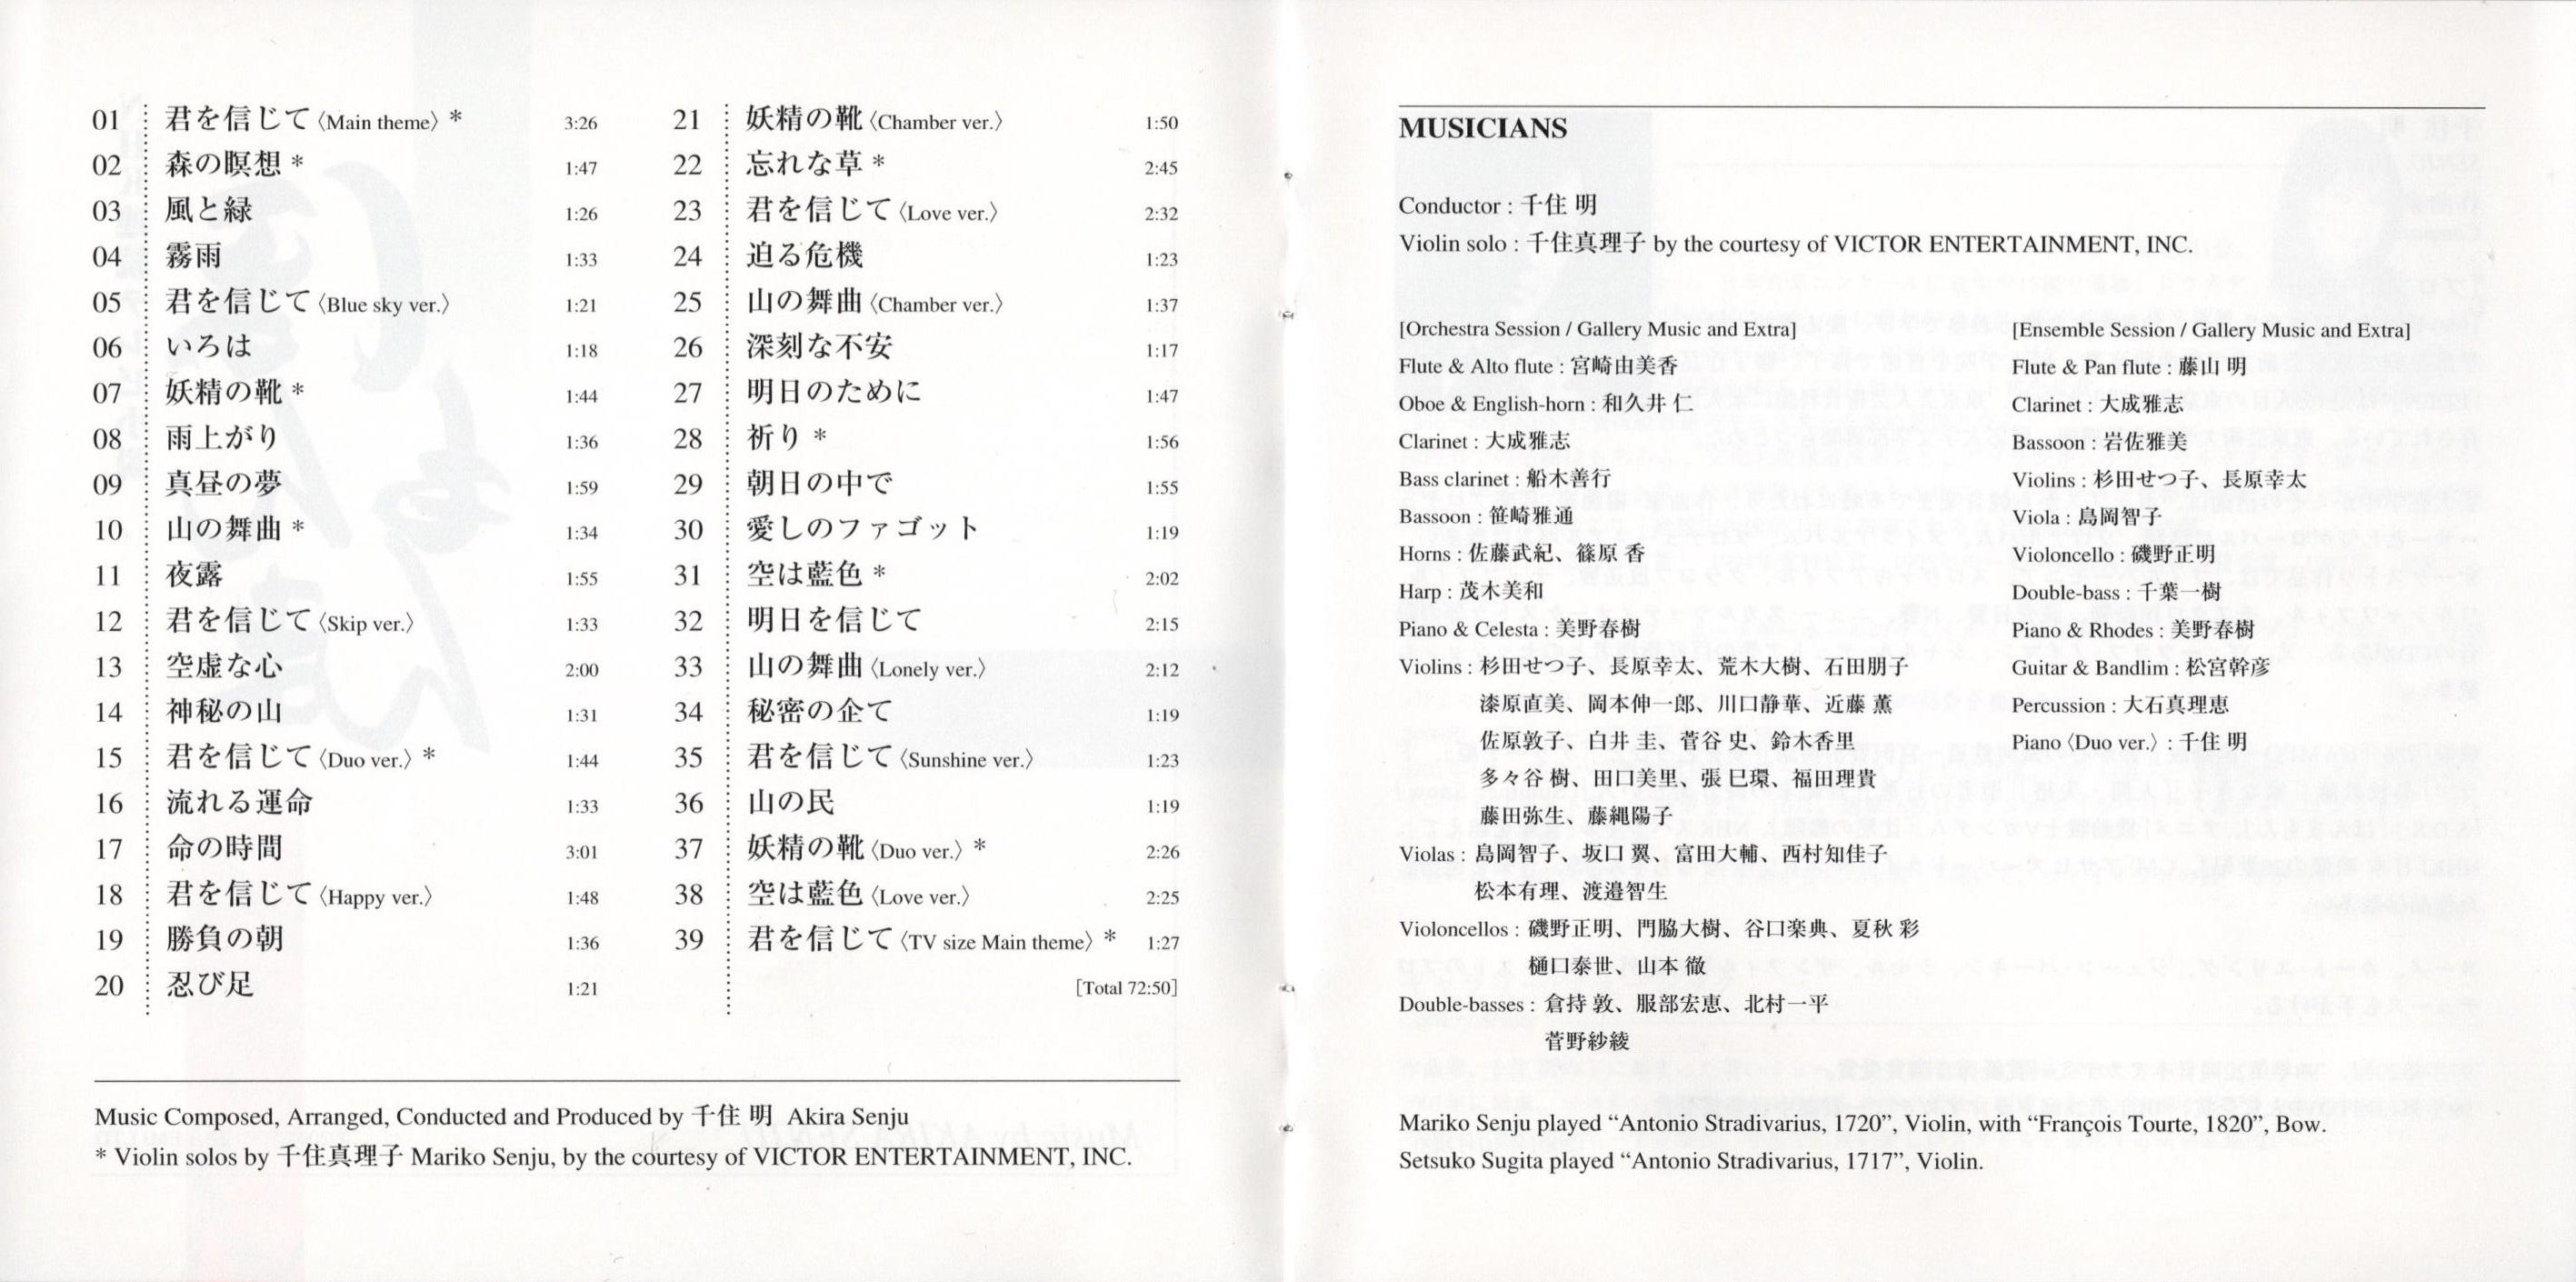 01 君を信じて〈Main theme〉* 3:26
02 森の瞑想 * 1:47
03 風と緑 1:26
04 霧雨 1:33
05 君を信じて〈Blue sky ver.〉 1:21
06 いろは 1:18
07 妖精の靴 * 1:44
08 雨上がり 1:36
09 真昼の夢 1:59
10 山の舞曲 * 1:34
11 夜露 1:55
12 君を信じて〈Skip ver.〉 1:33
13 空虚な心 2:00
14 神秘の山 1:31
15 君を信じて〈Duo ver.〉* 1:44
16 流れる運命 1:33
17 命の時間 3:01
18 君を信じて〈Happy ver.〉 1:48
19 勝負の朝 1:36
20 忍び足 1:21
21 妖精の靴〈Chamber ver.〉 1:50
22 忘れな草 * 2:45
23 君を信じて〈Love ver.〉 2:32
24 迫る危機 1:23
25 山の舞曲〈Chamber ver.〉 1:37
26 深刻な不安 1:17
27 明日のために 1:47
28 祈り * 1:56
29 朝日の中で 1:55
30 愛しのファゴット 1:19
31 空は藍色 * 2:02
32 明日を信じて 2:15
33 山の舞曲〈Lonely ver.〉 2:12
34 秘密の企て 1:19
35 君を信じて〈Sunshine ver.〉 1:23
36 山の民 1:19
37 妖精の靴〈Duo ver.〉* 2:26
38 空は藍色〈Love ver.〉 2:25
39 君を信じて〈TV size Main theme〉* 1:27
[Total 72:50]
Music Composed, Arranged, Conducted and Produced by 千住 明 Akira Senju
* Violin solos by 千住真理子 Mariko Senju, by the courtesy of VICTOR ENTERTAINMENT, INC.
MUSICIANS
Conductor : 千住 明
Violin solo : 千住真理子 by the courtesy of VICTOR ENTERTAINMENT, INC.
[Orchestra Session / Gallery Music and Extra]
Flute & Alto flute : 宮崎由美香
Oboe & English-horn : 和久井 仁
Clarinet : 大成雅志
Bass clarinet : 船木善行
Bassoon : 笹崎雅通
Horns : 佐藤武紀、篠原 香
Harp : 茂木美和
Piano & Celesta : 美野春樹
Violins : 杉田せつ子、長原幸太、荒木大樹、石田朋子
漆原直美、岡本伸一郎、川口静華、近藤 薫
佐原敦子、白井 圭、菅谷 史、鈴木香里
多々谷 樹、田口美里、張 巳環、福田理貴
藤田弥生、藤縄陽子
Violas : 島岡智子、坂口 翼、富田大輔、西村知佳子
松本有理、渡邉智生
Violoncellos : 磯野正明、門脇大樹、谷口楽典、夏秋 彩
樋口泰世、山本 徹
Double-basses : 倉持 敦、服部宏恵、北村一平
菅野紗綾
[Ensemble Session / Gallery Music and Extra]
Flute & Pan flute : 藤山 明
Clarinet : 大成雅志
Bassoon : 岩佐雅美
Violins : 杉田せつ子、長原幸太
Viola : 島岡智子
Violoncello : 磯野正明
Double-bass : 千葉一樹
Piano & Rhodes : 美野春樹
Guitar & Bandlim : 松宮幹彦
Percussion : 大石真理恵
Piano〈Duo ver.〉: 千住 明
Mariko Senju played “Antonio Stradivarius, 1720”, Violin, with “François Tourte, 1820”, Bow.
Setsuko Sugita played “Antonio Stradivarius, 1717”, Violin.